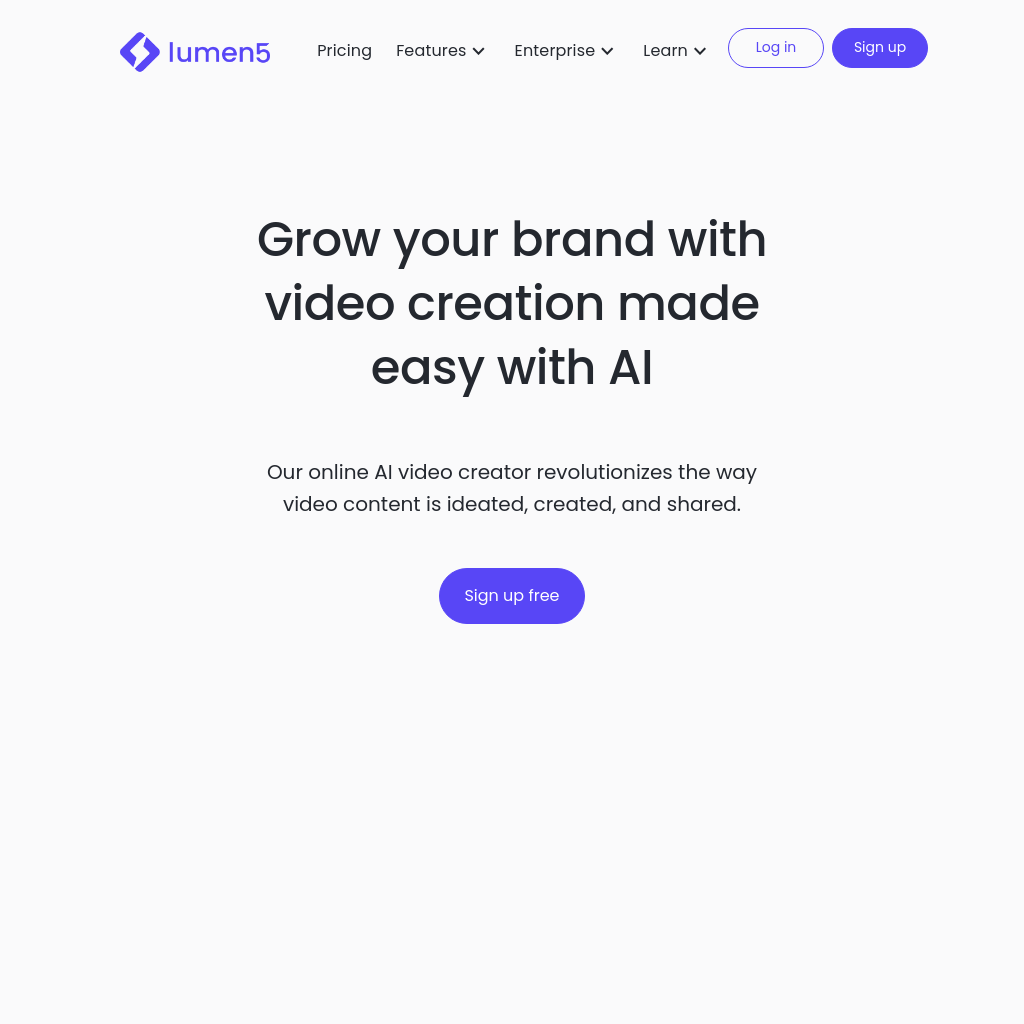 lumen5
Pricing Features Enterprise Learn Log in Sign up
Grow your brand with
video creation made
easy with AI
Our online AI video creator revolutionizes the way
video content is ideated, created, and shared.
Sign up free